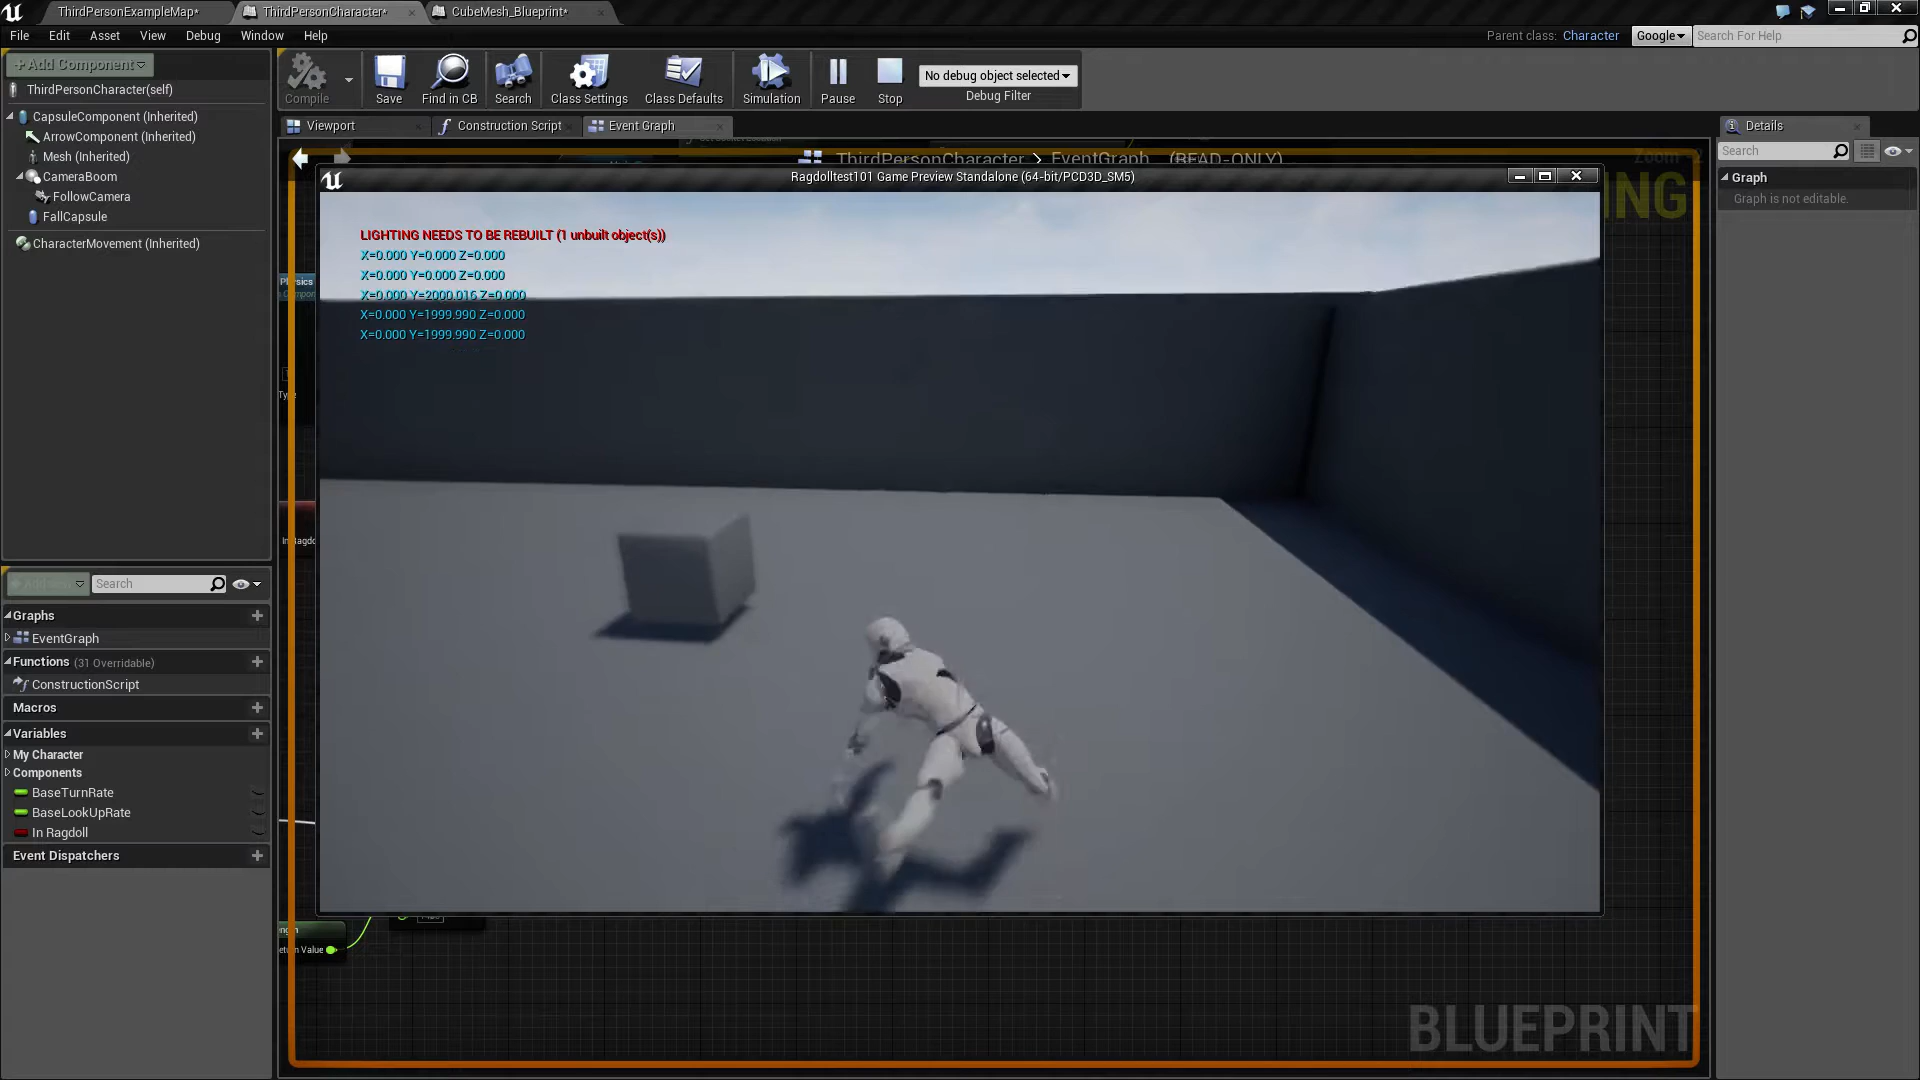 ThirdPersonExampleMap*
ThirdPersonCharacter*
CubeMesh_Blueprint*
File Edit Asset View Debug Window Help
Parent class: Character
Google
Search For Help
+Add Component
ThirdPersonCharacter(self)
CapsuleComponent (Inherited)
ArrowComponent (Inherited)
Mesh (Inherited)
CameraBoom
FollowCamera
FallCapsule
CharacterMovement (Inherited)
Compile
Save
Find in CB
Search
Class Settings
Class Defaults
Simulation
Pause
Stop
No debug object selected
Debug Filter
Viewport
Construction Script
Event Graph
ThirdPersonCharacter > EventGraph (READ-ONLY)
Ragdolltest101 Game Preview Standalone (64-bit/PCD3D_SM5)
LIGHTING NEEDS TO BE REBUILT (1 unbuilt object(s))
X=0.000 Y=0.000 Z=0.000
X=0.000 Y=0.000 Z=0.000
X=0.000 Y=2000.016 Z=0.000
X=0.000 Y=1999.990 Z=0.000
X=0.000 Y=1999.990 Z=0.000
Zoom
ING
Physics
In Ragdo
BLUEPRINT
Details
Search
Graph
Graph is not editable.
Search
Graphs
EventGraph
Functions (31 Overridable)
ConstructionScript
Macros
Variables
My Character
Components
BaseTurnRate
BaseLookUpRate
In Ragdoll
Event Dispatchers